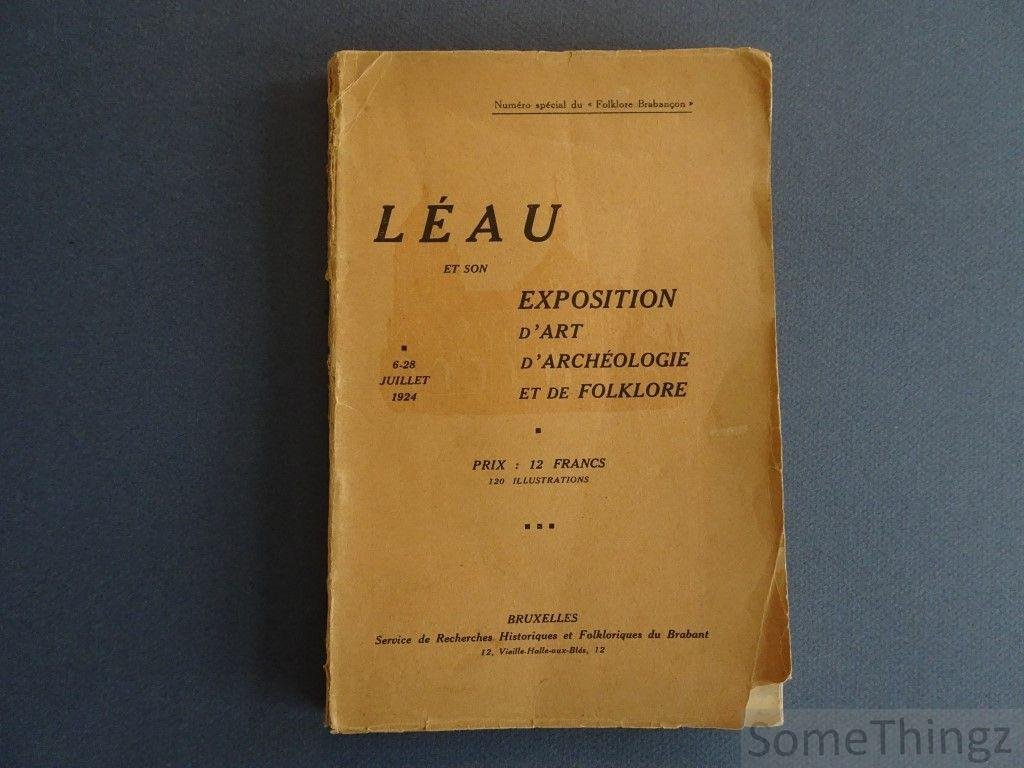 Numéro spécial du « Folklore Brabançon »
LÉAU
ET SON
EXPOSITION
D'ART
D'ARCHÉOLOGIE
ET DE FOLKLORE
6-28
JUILLET
1924
PRIX : 12 FRANCS
120 ILLUSTRATIONS
BRUXELLES
Service de Recherches Historiques et Folkloriques du Brabant
12, Vieille-Halle-aux-Blés, 12
SomeThingz